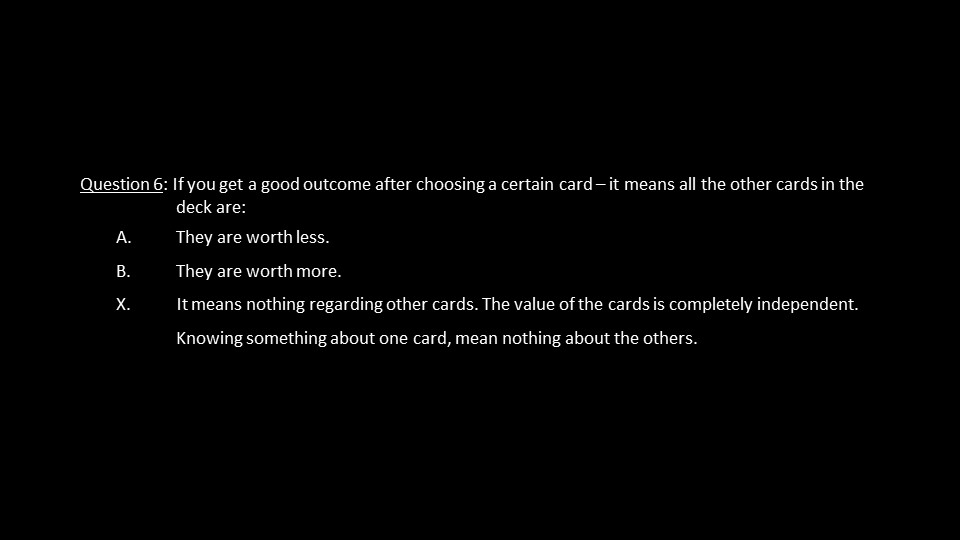 Question 6: If you get a good outcome after choosing a certain card – it means all the other cards in the
deck are:
A. They are worth less.
B. They are worth more.
X. It means nothing regarding other cards. The value of the cards is completely independent.
Knowing something about one card, mean nothing about the others.